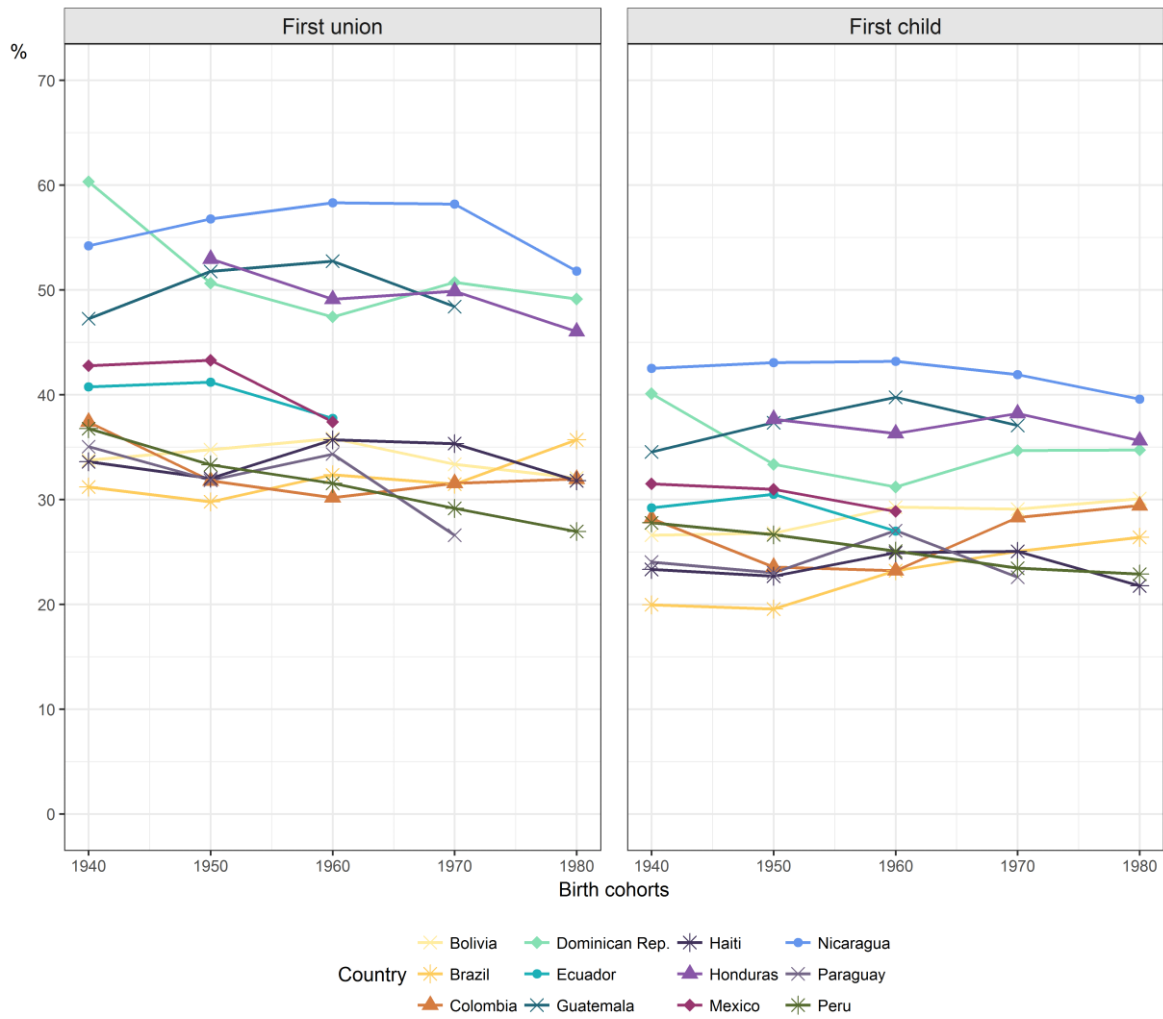 First union First child
%
70
60
50
40
30
20
10
0
1940 1950 1960 1970 1980 1940 1950 1960 1970 1980
Birth cohorts
Bolivia Dominican Rep. Haiti Nicaragua
Country Brazil Ecuador Honduras Paraguay
Colombia Guatemala Mexico Peru